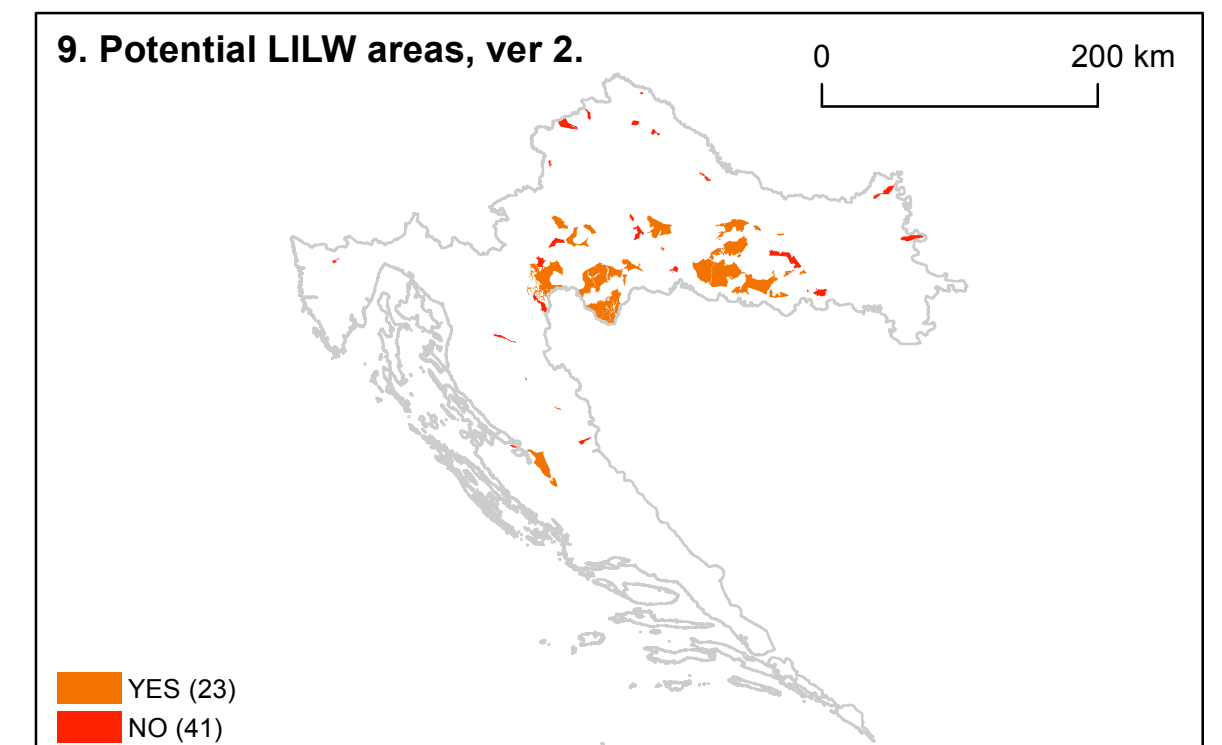 9. Potential LILW areas, ver 2.
0 200 km
YES (23)
NO (41)